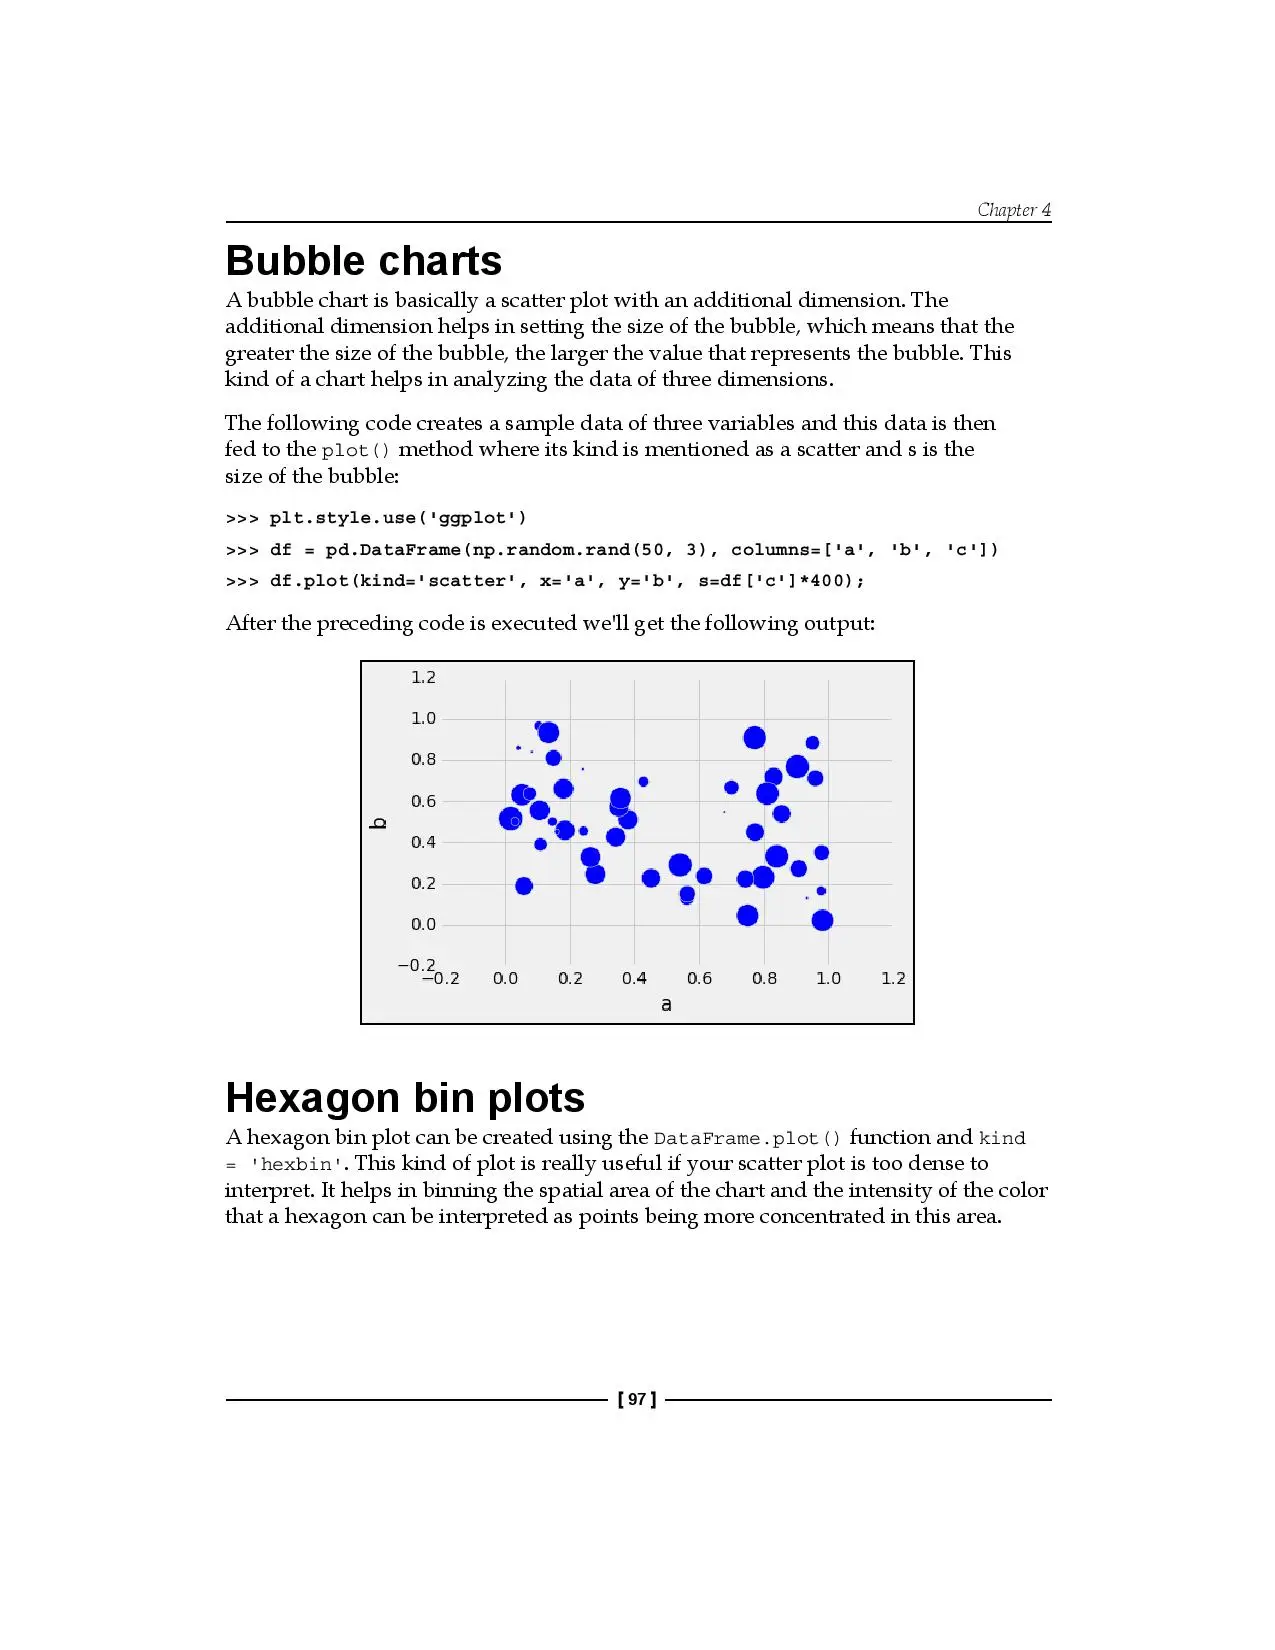 Chapter 4
Bubble charts
A bubble chart is basically a scatter plot with an additional dimension. The
additional dimension helps in setting the size of the bubble, which means that the
greater the size of the bubble, the larger the value that represents the bubble. This
kind of a chart helps in analyzing the data of three dimensions.
The following code creates a sample data of three variables and this data is then
fed to the plot() method where its kind is mentioned as a scatter and s is the
size of the bubble:
>>> plt.style.use('ggplot')
>>> df = pd.DataFrame(np.random.rand(50, 3), columns=['a', 'b', 'c'])
>>> df.plot(kind='scatter', x='a', y='b', s=df['c']*400);
After the preceding code is executed we'll get the following output:
1.2
1.0
0.8
0.6
b
0.4
0.2
0.0
−0.2
−0.2 0.0 0.2 0.4 0.6 0.8 1.0 1.2
a
Hexagon bin plots
A hexagon bin plot can be created using the DataFrame.plot() function and kind
= 'hexbin'. This kind of plot is really useful if your scatter plot is too dense to
interpret. It helps in binning the spatial area of the chart and the intensity of the color
that a hexagon can be interpreted as points being more concentrated in this area.
[ 97 ]